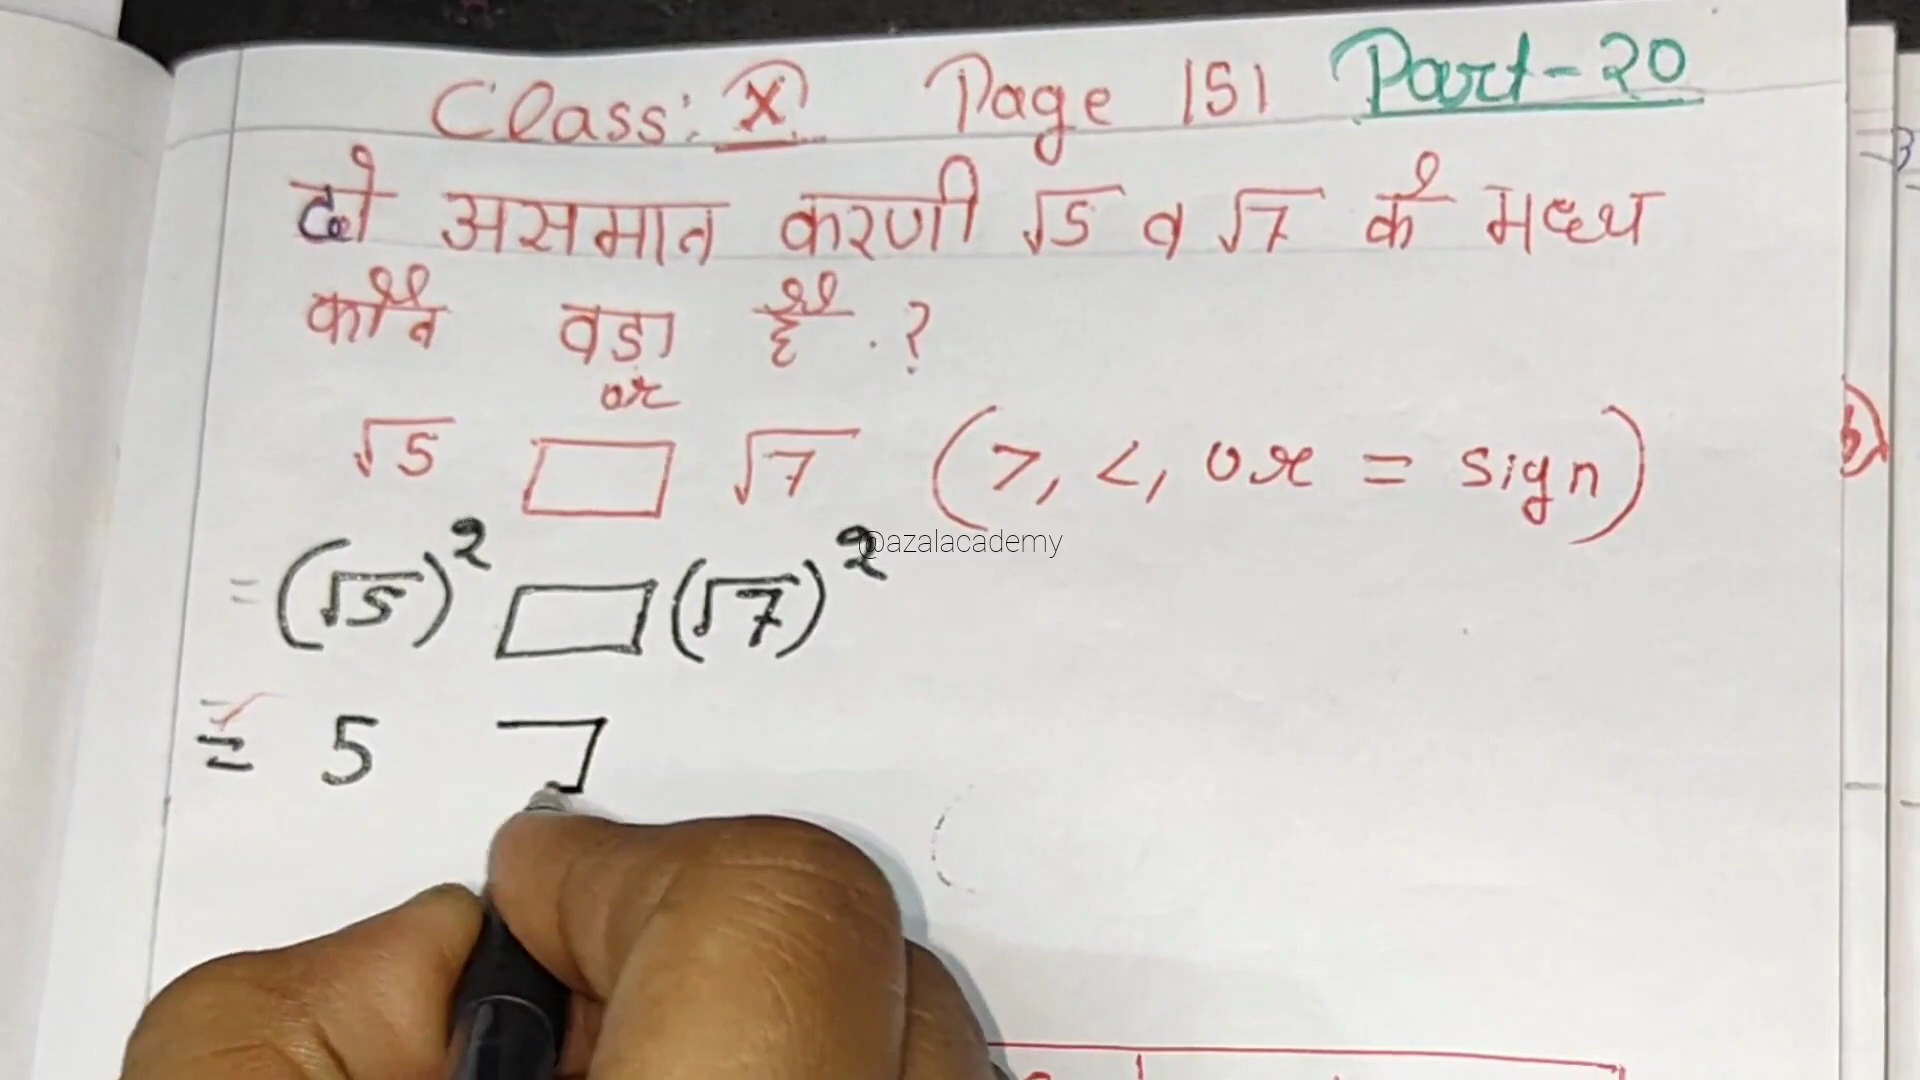 Class: X Page 151 Part-20
दो असमान करणी √5 व √7 के मध्य
कौन बड़ा है ?
or
√5 □ √7 (>, <, or = sign)
@azalacademy
= (√5)² □ (√7)²
= 5